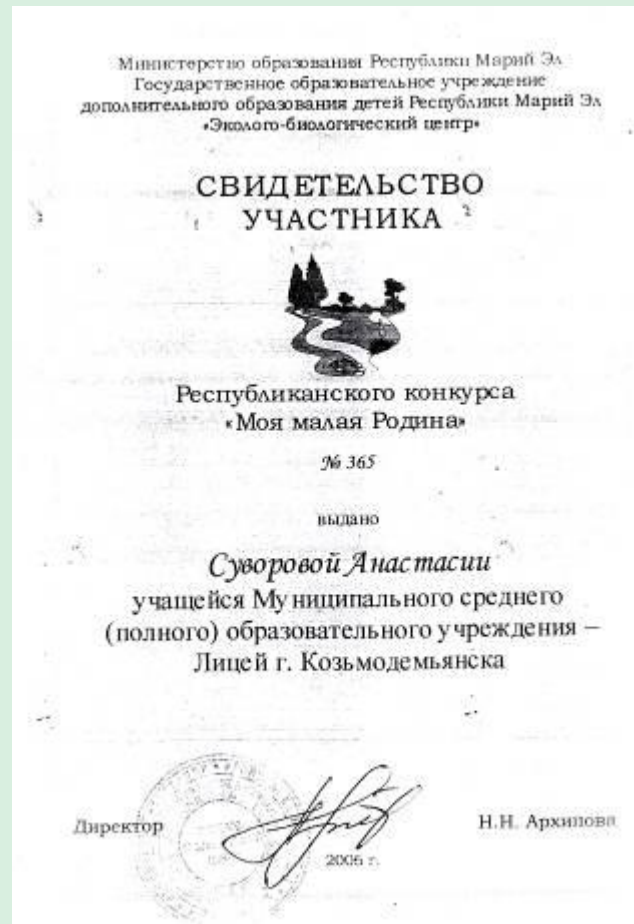 Министерство образования Республики Марий Эл
Государственное образовательное учреждение
дополнительного образования детей Республики Марий Эл
«Эколого-биологический центр»
СВИДЕТЕЛЬСТВО
УЧАСТНИКА
Республиканского конкурса
«Моя малая Родина»
№ 365
выдано
Суворовой Анастасии
учащейся Муниципального среднего
(полного) образовательного учреждения –
Лицей г. Козьмодемьянска
Директор
Н.Н. Архипова
2006 г.